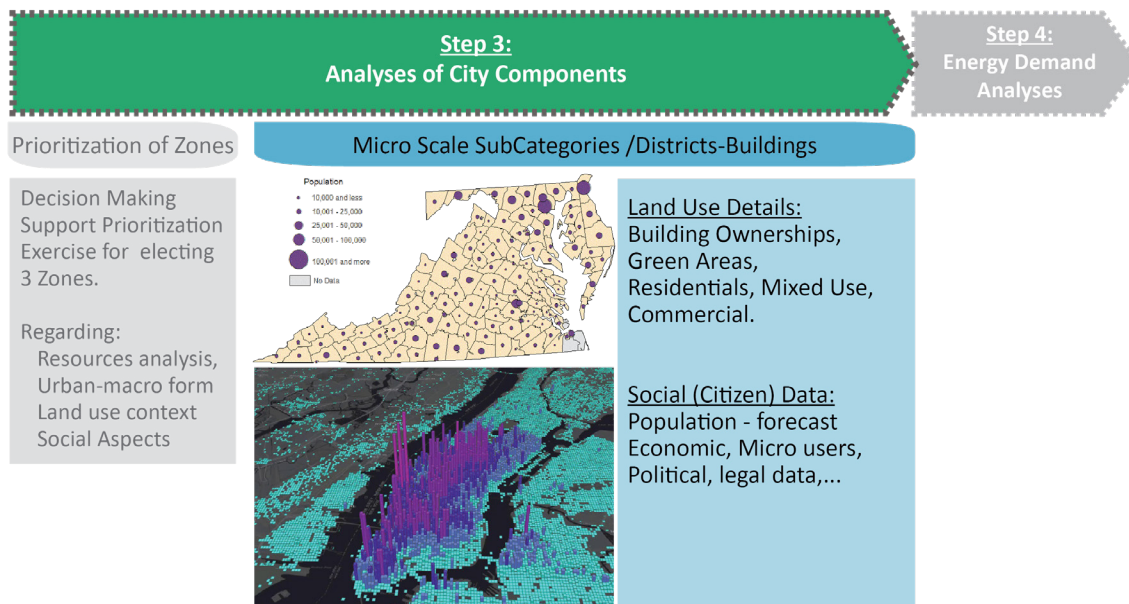 Step 3:
Analyses of City Components
Step 4:
Energy Demand
Analyses
Prioritization of Zones
Micro Scale SubCategories /Districts-Buildings
Decision Making
Support Prioritization
Exercise for electing
3 Zones.
Regarding:
Resources analysis,
Urban-macro form
Land use context
Social Aspects
Population
10,000 and less
10,001 - 25,000
25,001 - 50,000
50,001 - 100,000
100,001 and more
No Data
Land Use Details:
Building Ownerships,
Green Areas,
Residentials, Mixed Use,
Commercial.
Social (Citizen) Data:
Population - forecast
Economic, Micro users,
Political, legal data,...